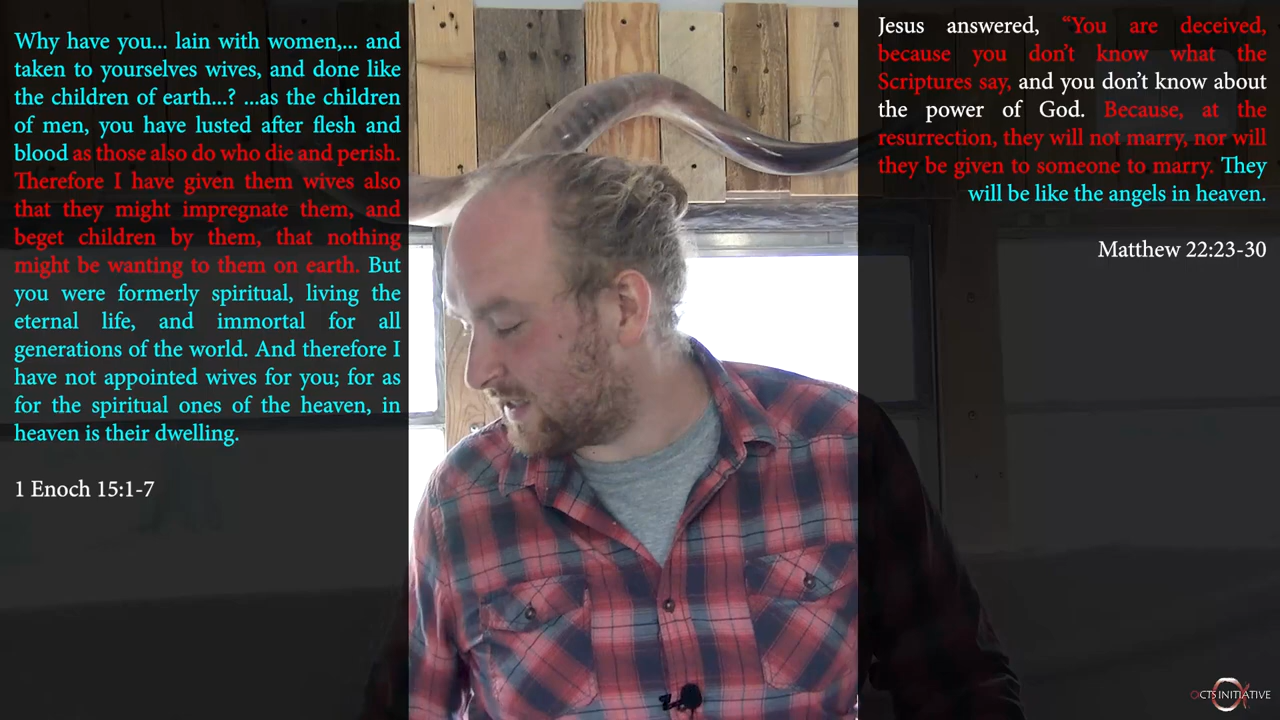 Why have you... lain with women,... and
taken to yourselves wives, and done like
the children of earth...? ...as the children
of men, you have lusted after flesh and
blood as those also do who die and perish.
Therefore I have given them wives also
that they might impregnate them, and
beget children by them, that nothing
might be wanting to them on earth. But
you were formerly spiritual, living the
eternal life, and immortal for all
generations of the world. And therefore I
have not appointed wives for you; for as
for the spiritual ones of the heaven, in
heaven is their dwelling.
1 Enoch 15:1-7
Jesus answered, “You are deceived,
because you don’t know what the
Scriptures say, and you don’t know about
the power of God. Because, at the
resurrection, they will not marry, nor will
they be given to someone to marry. They
will be like the angels in heaven.
Matthew 22:23-30
CTS INITIATIVE